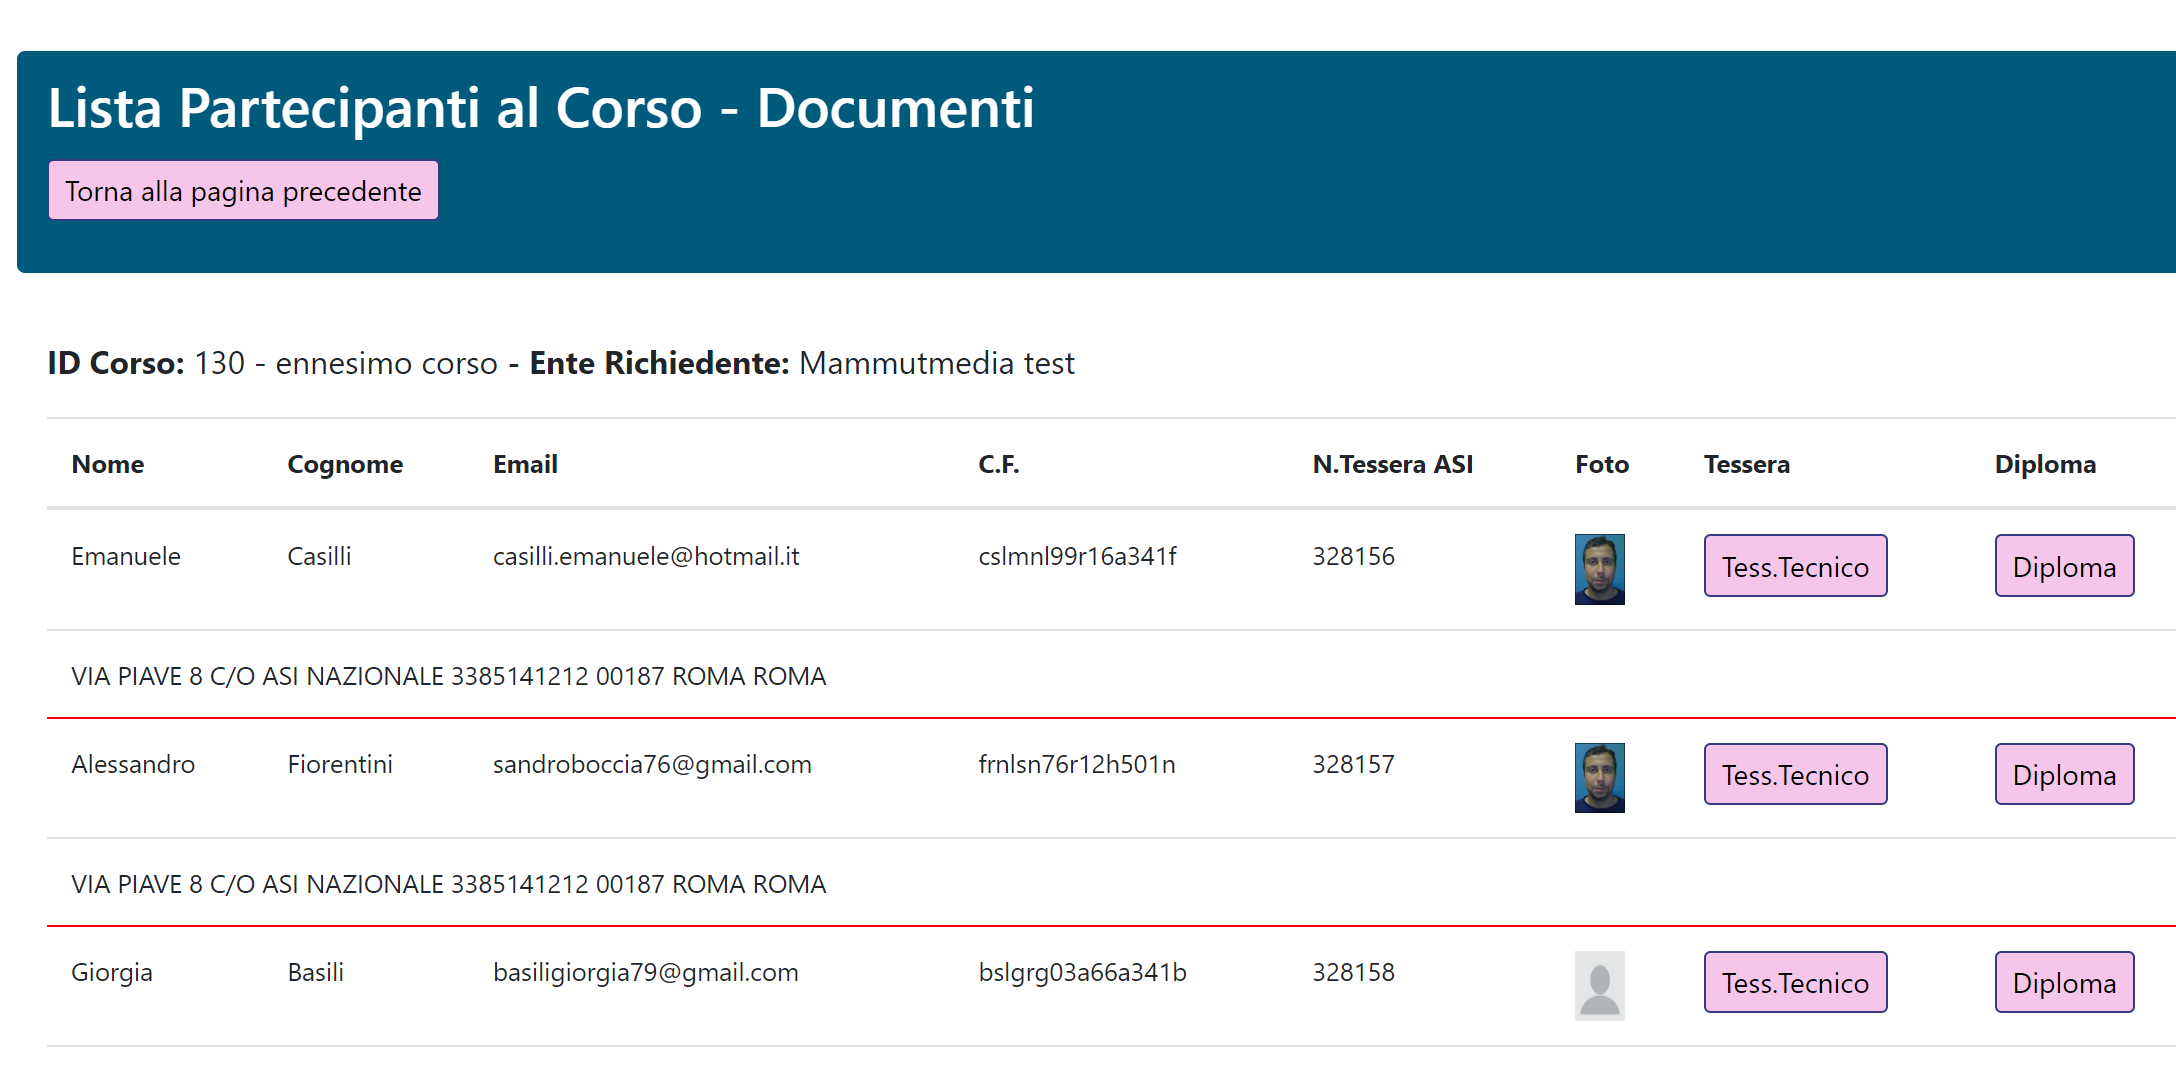 Lista Partecipanti al Corso - Documenti
Torna alla pagina precedente
ID Corso: 130 - ennesimo corso - Ente Richiedente: Mammutmedia test
Nome Cognome Email C.F. N.Tessera ASI Foto Tessera Diploma
Emanuele Casilli casilli.emanuele@hotmail.it cslmnl99r16a341f 328156 Tess.Tecnico Diploma
VIA PIAVE 8 C/O ASI NAZIONALE 3385141212 00187 ROMA ROMA
Alessandro Fiorentini sandroboccia76@gmail.com frnlsn76r12h501n 328157 Tess.Tecnico Diploma
VIA PIAVE 8 C/O ASI NAZIONALE 3385141212 00187 ROMA ROMA
Giorgia Basili basiligiorgia79@gmail.com bslgrg03a66a341b 328158 Tess.Tecnico Diploma